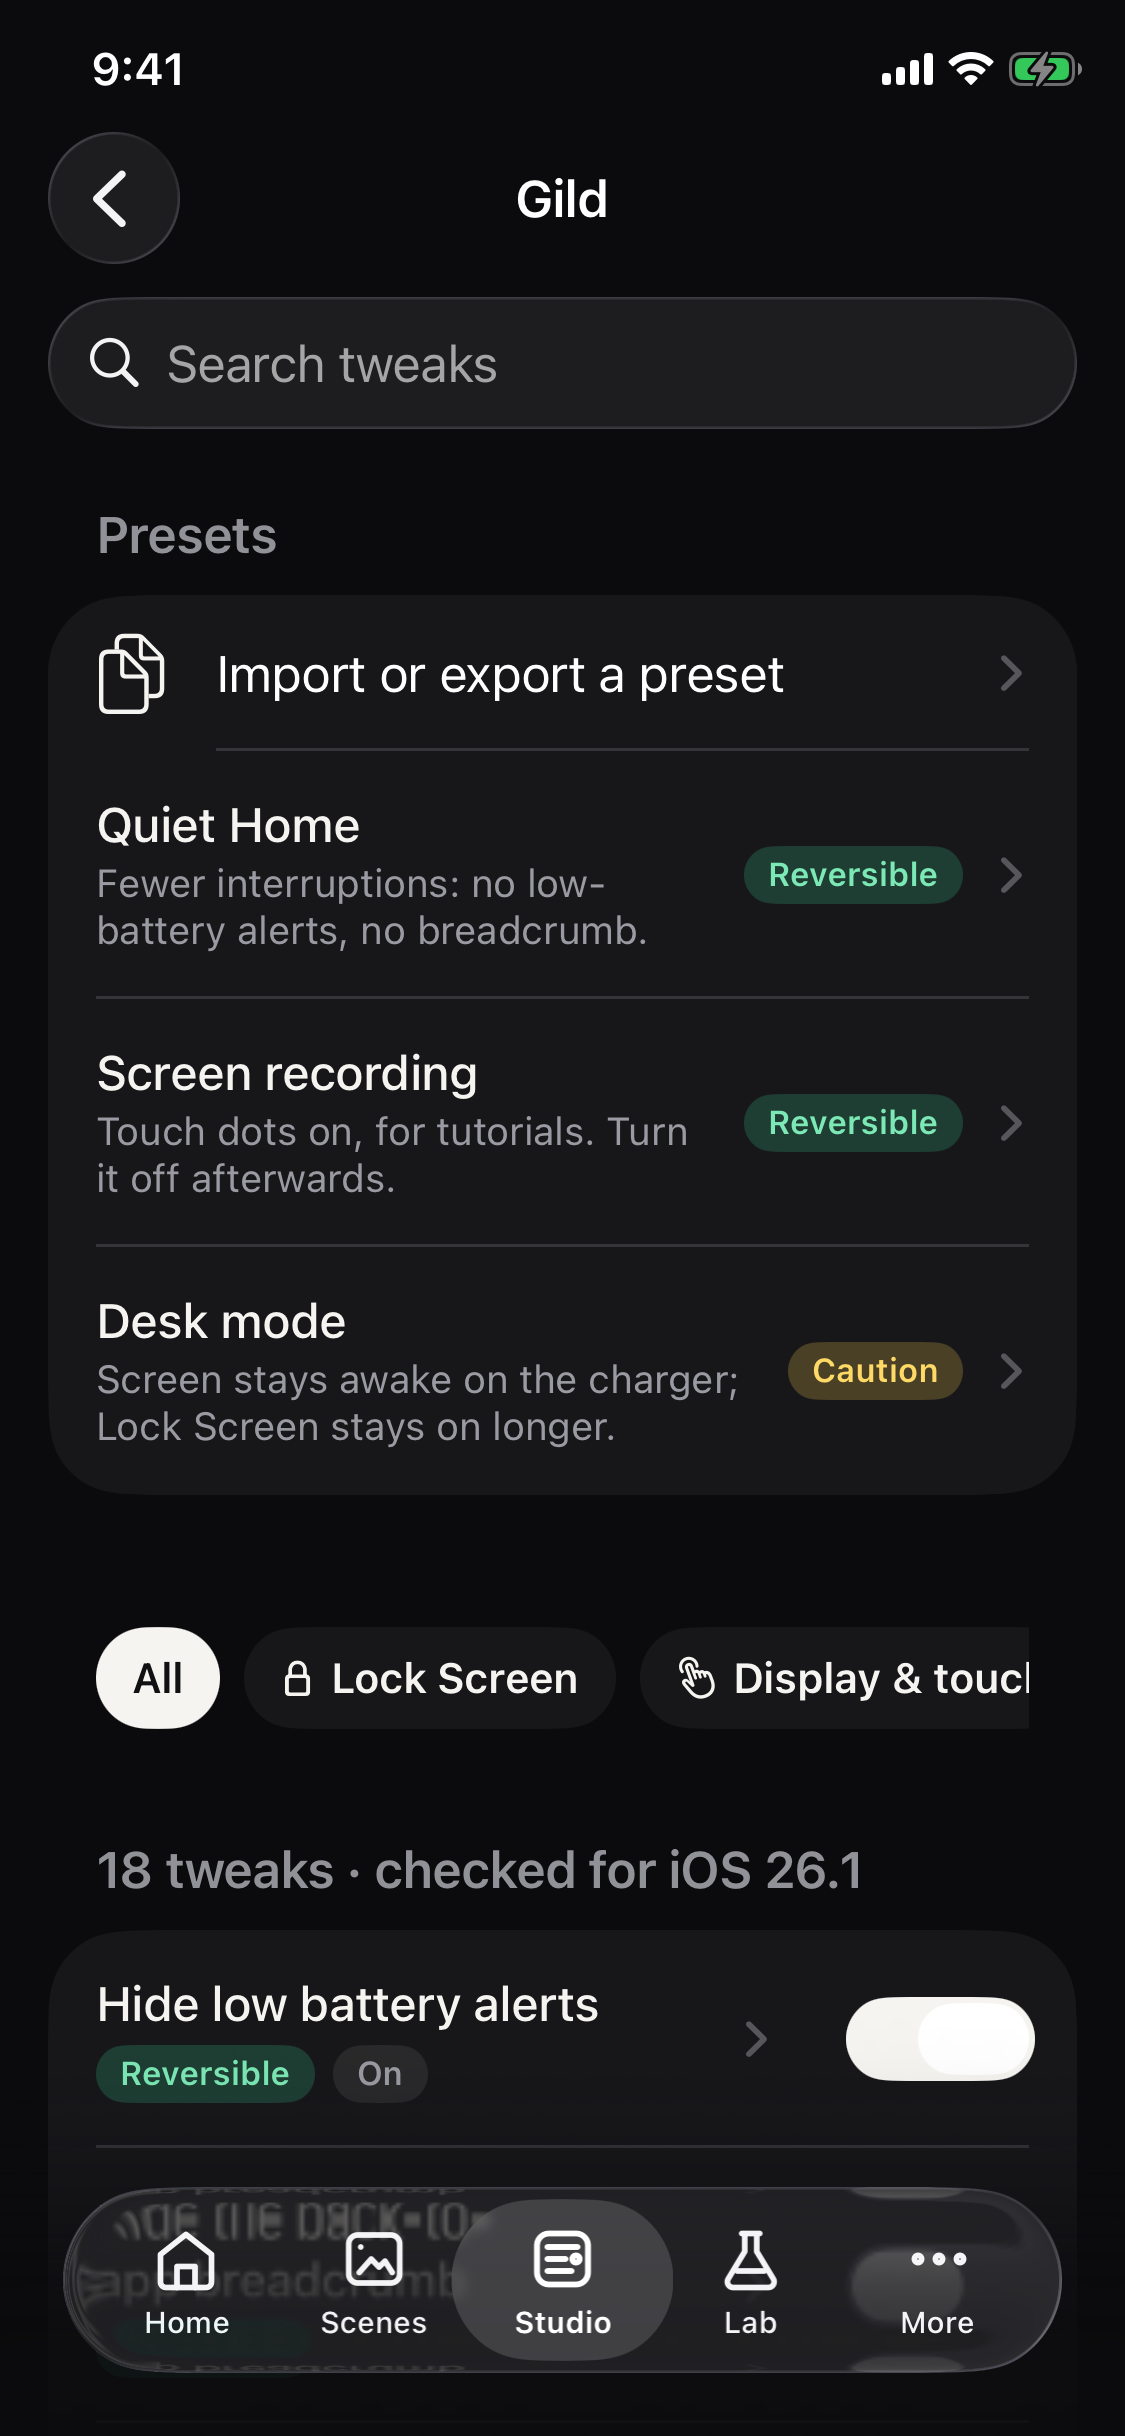 9:41
Gild
Search tweaks
Presets
Import or export a preset
Quiet Home
Fewer interruptions: no low-
battery alerts, no breadcrumb.
Reversible
Screen recording
Touch dots on, for tutorials. Turn
it off afterwards.
Reversible
Desk mode
Screen stays awake on the charger;
Lock Screen stays on longer.
Caution
All
Lock Screen
Display & touch
18 tweaks · checked for iOS 26.1
Hide low battery alerts
Reversible
On
app breadcrumb
Home
Scenes
Studio
Lab
More